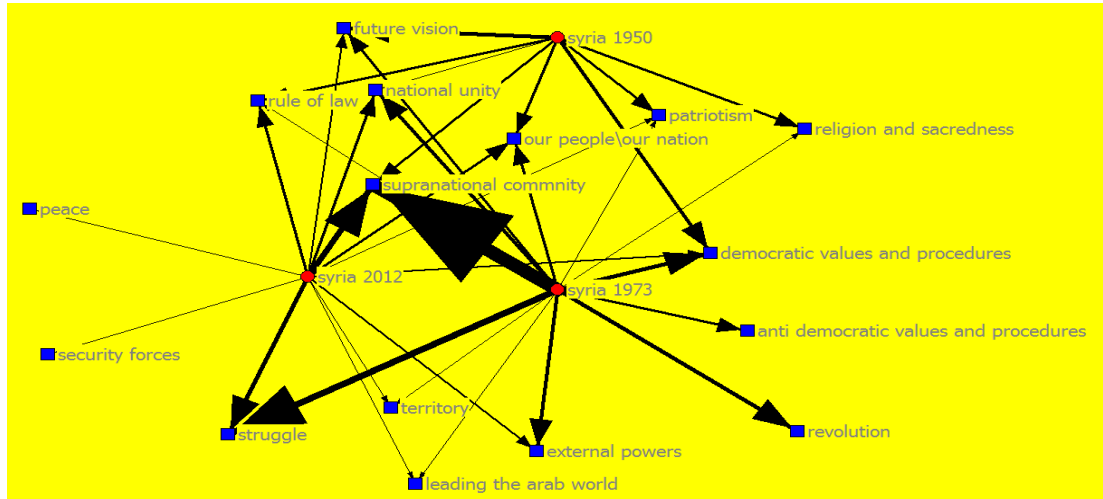 future vision
syria 1950
national unity
rule of law
patriotism
religion and sacredness
our people\our nation
supranational commnity
peace
democratic values and procedures
syria 2012
syria 1973
anti democratic values and procedures
security forces
territory
struggle
revolution
external powers
leading the arab world